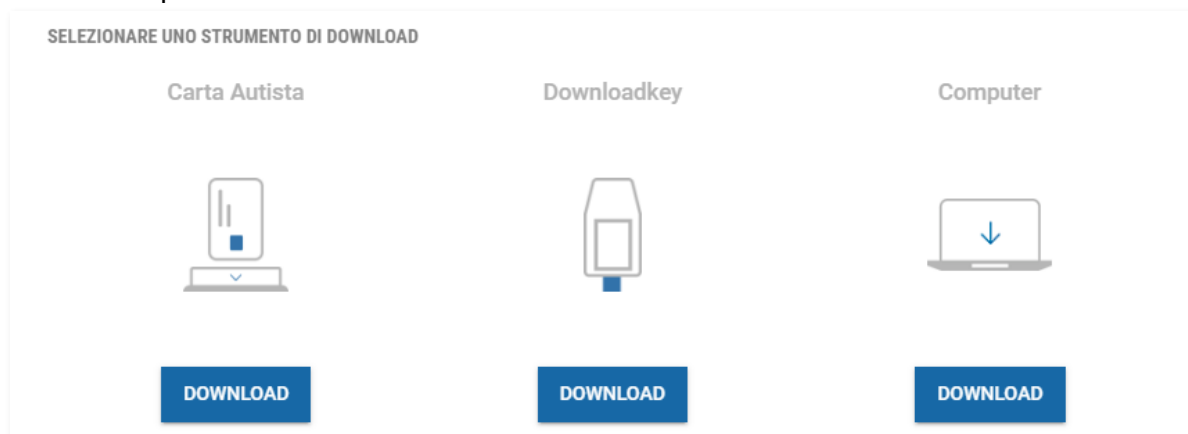 SELEZIONARE UNO STRUMENTO DI DOWNLOAD
Carta Autista Downloadkey Computer
DOWNLOAD DOWNLOAD DOWNLOAD